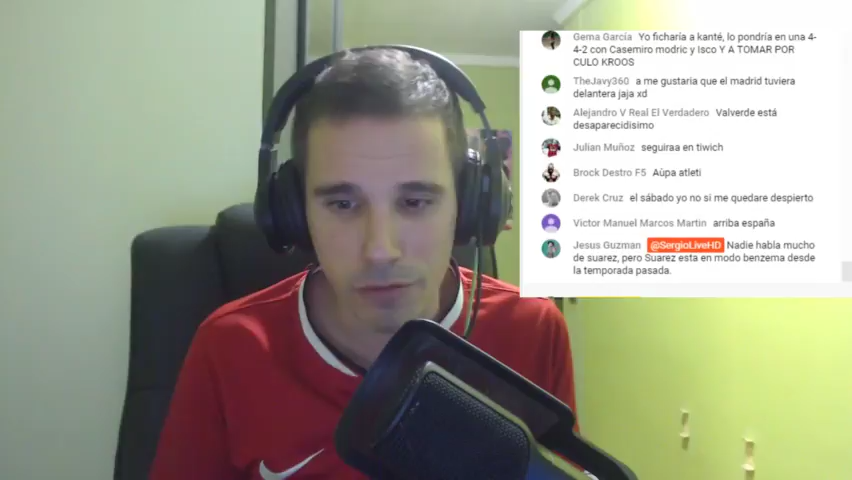 Gema García Yo ficharía a kanté, lo pondría en una 4-
4-2 con Casemiro modric y Isco Y A TOMAR POR
CULO KROOS
TheJavy360 a me gustaria que el madrid tuviera
delantera jaja xd
Alejandro V Real El Verdadero Valverde está
desaparecidisimo
Julian Muñoz seguiraa en tiwich
Brock Destro F5 Aúpa atleti
Derek Cruz el sábado yo no si me quedare despierto
Victor Manuel Marcos Martin arriba españa
Jesus Guzman @SergioLiveHD Nadie habla mucho
de suarez, pero Suarez esta en modo benzema desde
la temporada pasada.